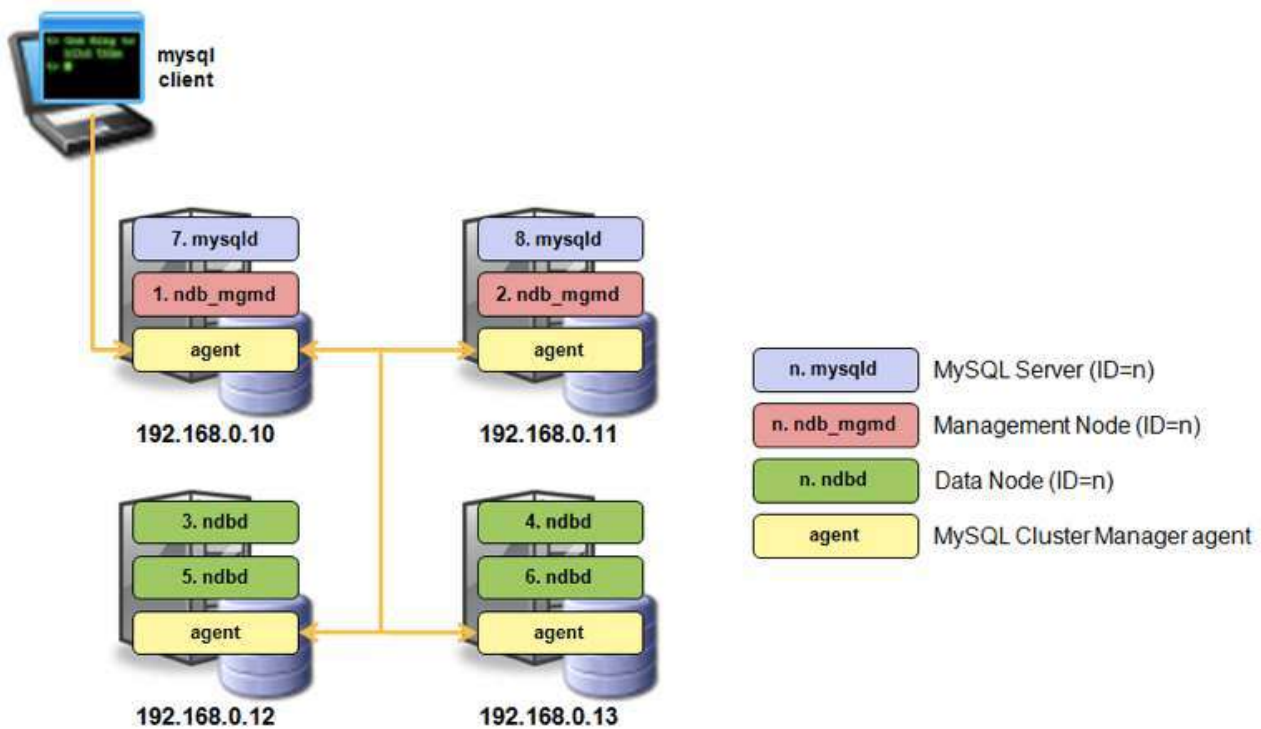 mysql
client
7. mysqld
8. mysqld
1. ndb_mgmd
2. ndb_mgmd
agent
agent
192.168.0.10
192.168.0.11
3. ndbd
4. ndbd
5. ndbd
6. ndbd
agent
agent
192.168.0.12
192.168.0.13
n. mysqld MySQL Server (ID=n)
n. ndb_mgmd Management Node (ID=n)
n. ndbd Data Node (ID=n)
agent MySQL Cluster Manager agent